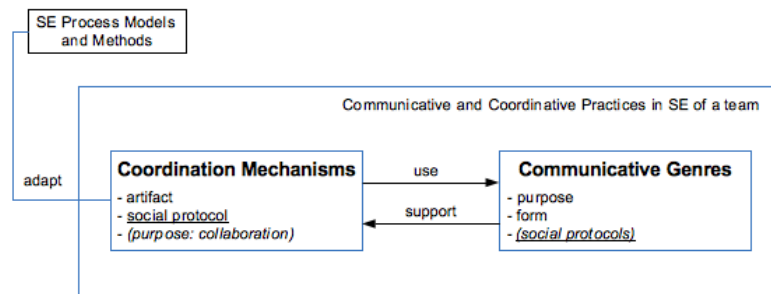 SE Process Models
and Methods
Communicative and Coordinative Practices in SE of a team
adapt
Coordination Mechanisms
- artifact
- social protocol
- (purpose: collaboration)
use
support
Communicative Genres
- purpose
- form
- (social protocols)